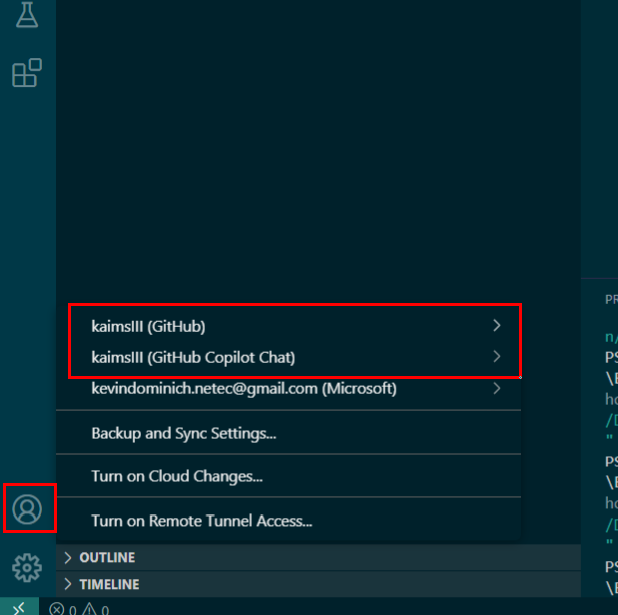 kaimsIII (GitHub)
kaimsIII (GitHub Copilot Chat)
kevindominich.netec@gmail.com (Microsoft)
Backup and Sync Settings...
Turn on Cloud Changes...
Turn on Remote Tunnel Access...
OUTLINE
TIMELINE
0 0
PR
n/
PS
\E
ho
/D
"
PS
\E
ho
/D
"
PS
\E